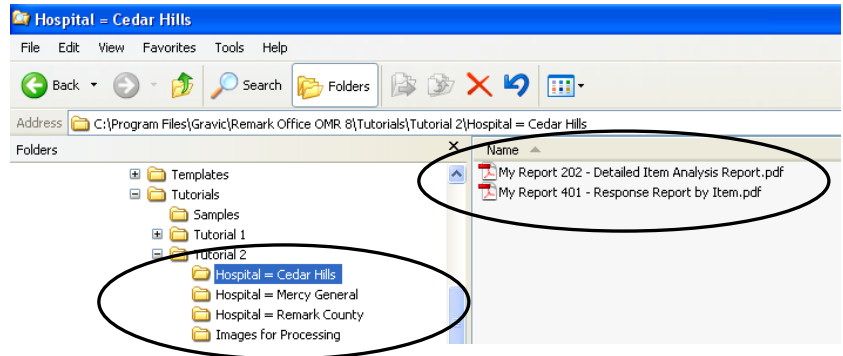 Hospital = Cedar Hills
File Edit View Favorites Tools Help
Back Search Folders
Address C:\Program Files\Gravic\Remark Office OMR 8\Tutorials\Tutorial 2\Hospital = Cedar Hills
Folders x Name
Templates
Tutorials
Samples
Tutorial 1
Tutorial 2
Hospital = Cedar Hills
Hospital = Mercy General
Hospital = Remark County
Images for Processing
My Report 202 - Detailed Item Analysis Report.pdf
My Report 401 - Response Report by Item.pdf